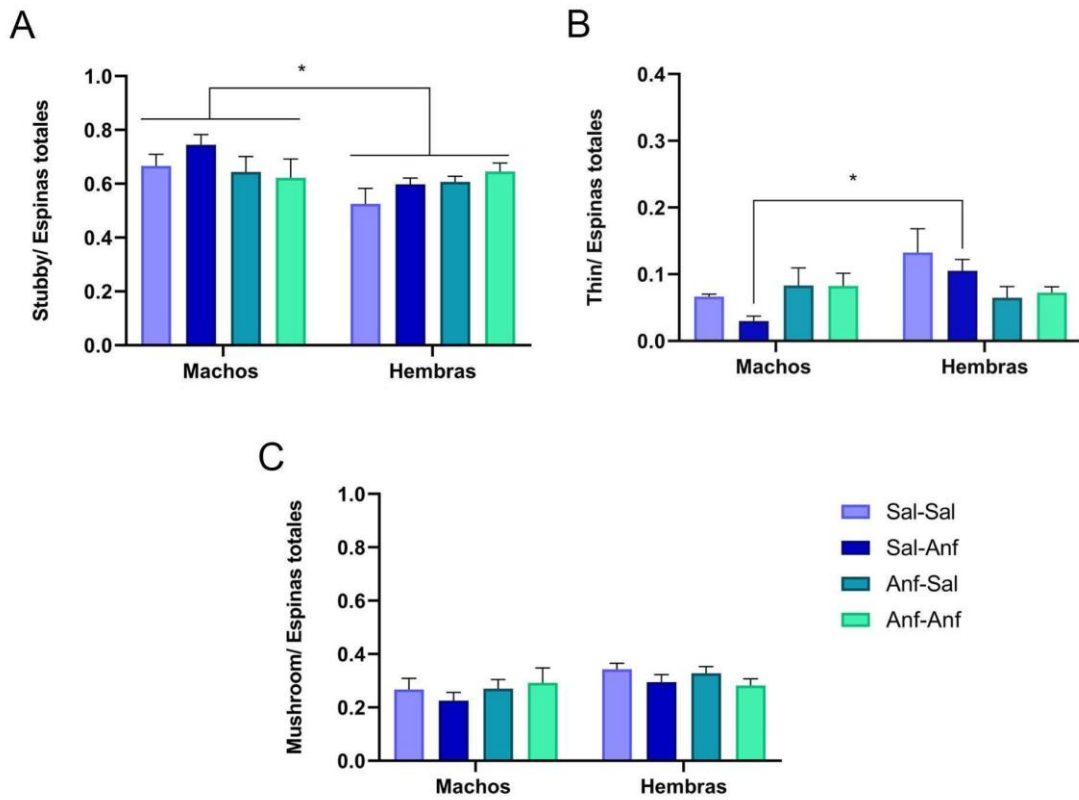 A
Stubby/ Espinas totales
1.0
0.8
0.6
0.4
0.2
0.0
*
Machos
Hembras
B
Thin/ Espinas totales
0.4
0.3
0.2
0.1
0.0
*
Machos
Hembras
C
Mushroom/ Espinas totales
1.0
0.8
0.6
0.4
0.2
0.0
Machos
Hembras
Sal-Sal
Sal-Anf
Anf-Sal
Anf-Anf